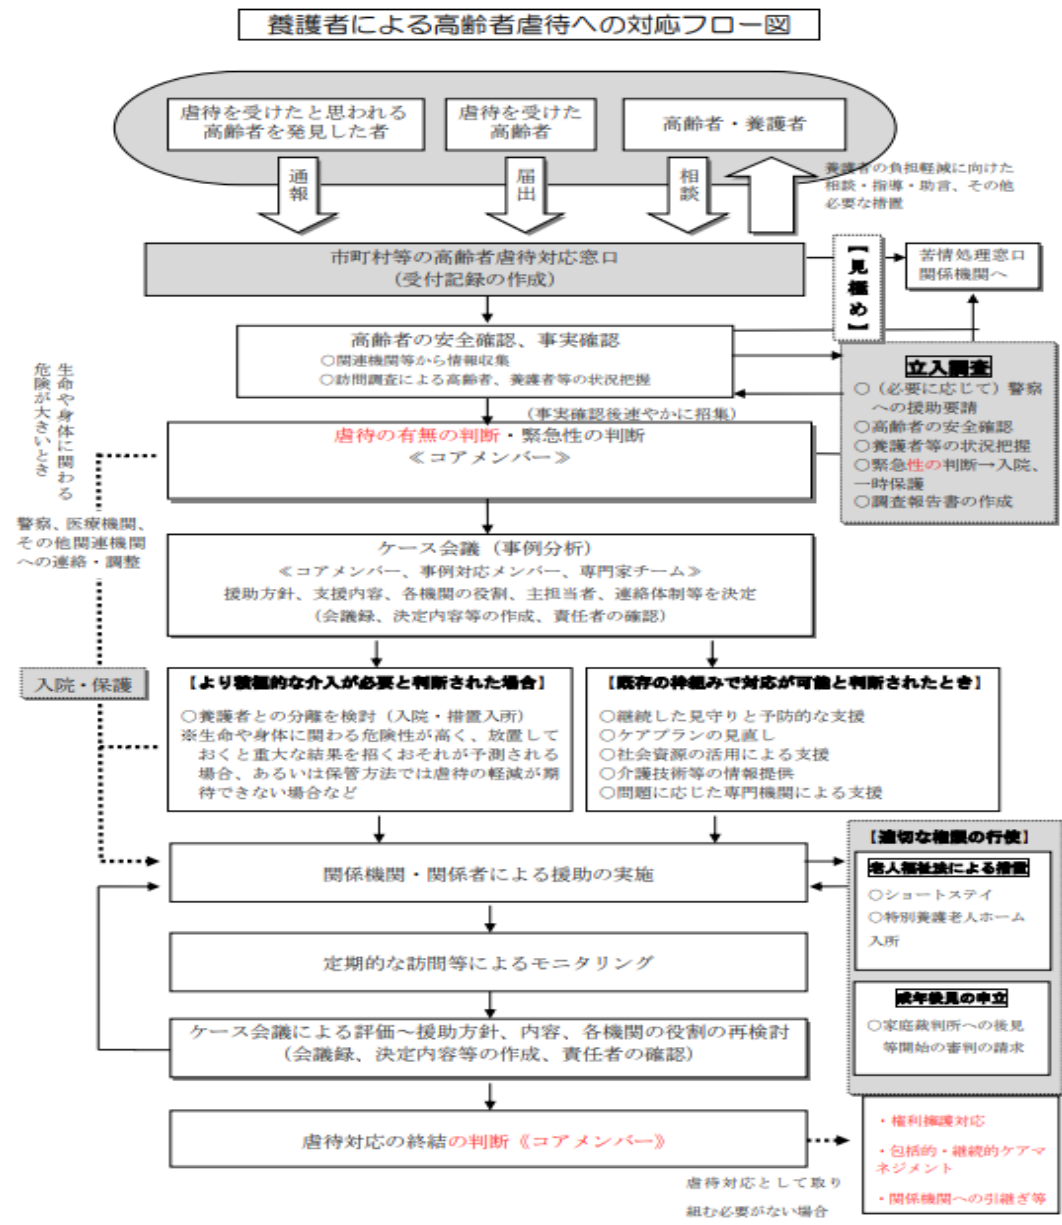 養護者による高齢者虐待への対応フロー図
虐待を受けたと思われる
高齢者を発見した者
虐待を受けた
高齢者
高齢者・養護者
通報
届出
相談
養護者の負担軽減に向けた
相談・指導・助言、その他
必要な措置
市町村等の高齢者虐待対応窓口
(受付記録の作成)
【見極め】
苦情処理窓口
関係機関へ
高齢者の安全確認、事実確認
○関連機関等から情報収集
○訪問調査による高齢者、養護者等の状況把握
立入調査
○（必要に応じて）警察
への援助要請
○高齢者の安全確認
○養護者等の状況把握
○緊急性の判断→入院、
一時保護
○調査報告書の作成
生命や身体に関わる
危険が大きいとき
(事実確認後速やかに招集)
虐待の有無の判断・緊急性の判断
≪コアメンバー≫
警察、医療機関、
その他関連機関
への連絡・調整
ケース会議（事例分析）
≪コアメンバー、事例対応メンバー、専門家チーム≫
援助方針、支援内容、各機関の役割、主担当者、連絡体制等を決定
(会議録、決定内容等の作成、責任者の確認)
入院・保護
【より積極的な介入が必要と判断された場合】
○養護者との分離を検討（入院・措置入所）
※生命や身体に関わる危険性が高く、放置して
おくと重大な結果を招くおそれが予測される
場合、あるいは保管方法では虐待の軽減が期
待できない場合など
【既存の枠組みで対応が可能と判断されたとき】
○継続した見守りと予防的な支援
○ケアプランの見直し
○社会資源の活用による支援
○介護技術等の情報提供
○問題に応じた専門機関による支援
関係機関・関係者による援助の実施
【適切な権限の行使】
老人福祉法による措置
○ショートステイ
○特別養護老人ホーム
入所
成年後見の申立
○家庭裁判所への後見
等開始の審判の請求
定期的な訪問等によるモニタリング
ケース会議による評価～援助方針、内容、各機関の役割の再検討
(会議録、決定内容等の作成、責任者の確認)
虐待対応の終結の判断《コアメンバー》
虐待対応として取り
組む必要がない場合
・権利擁護対応
・包括的・継続的ケアマ
ネジメント
・関係機関への引継ぎ等